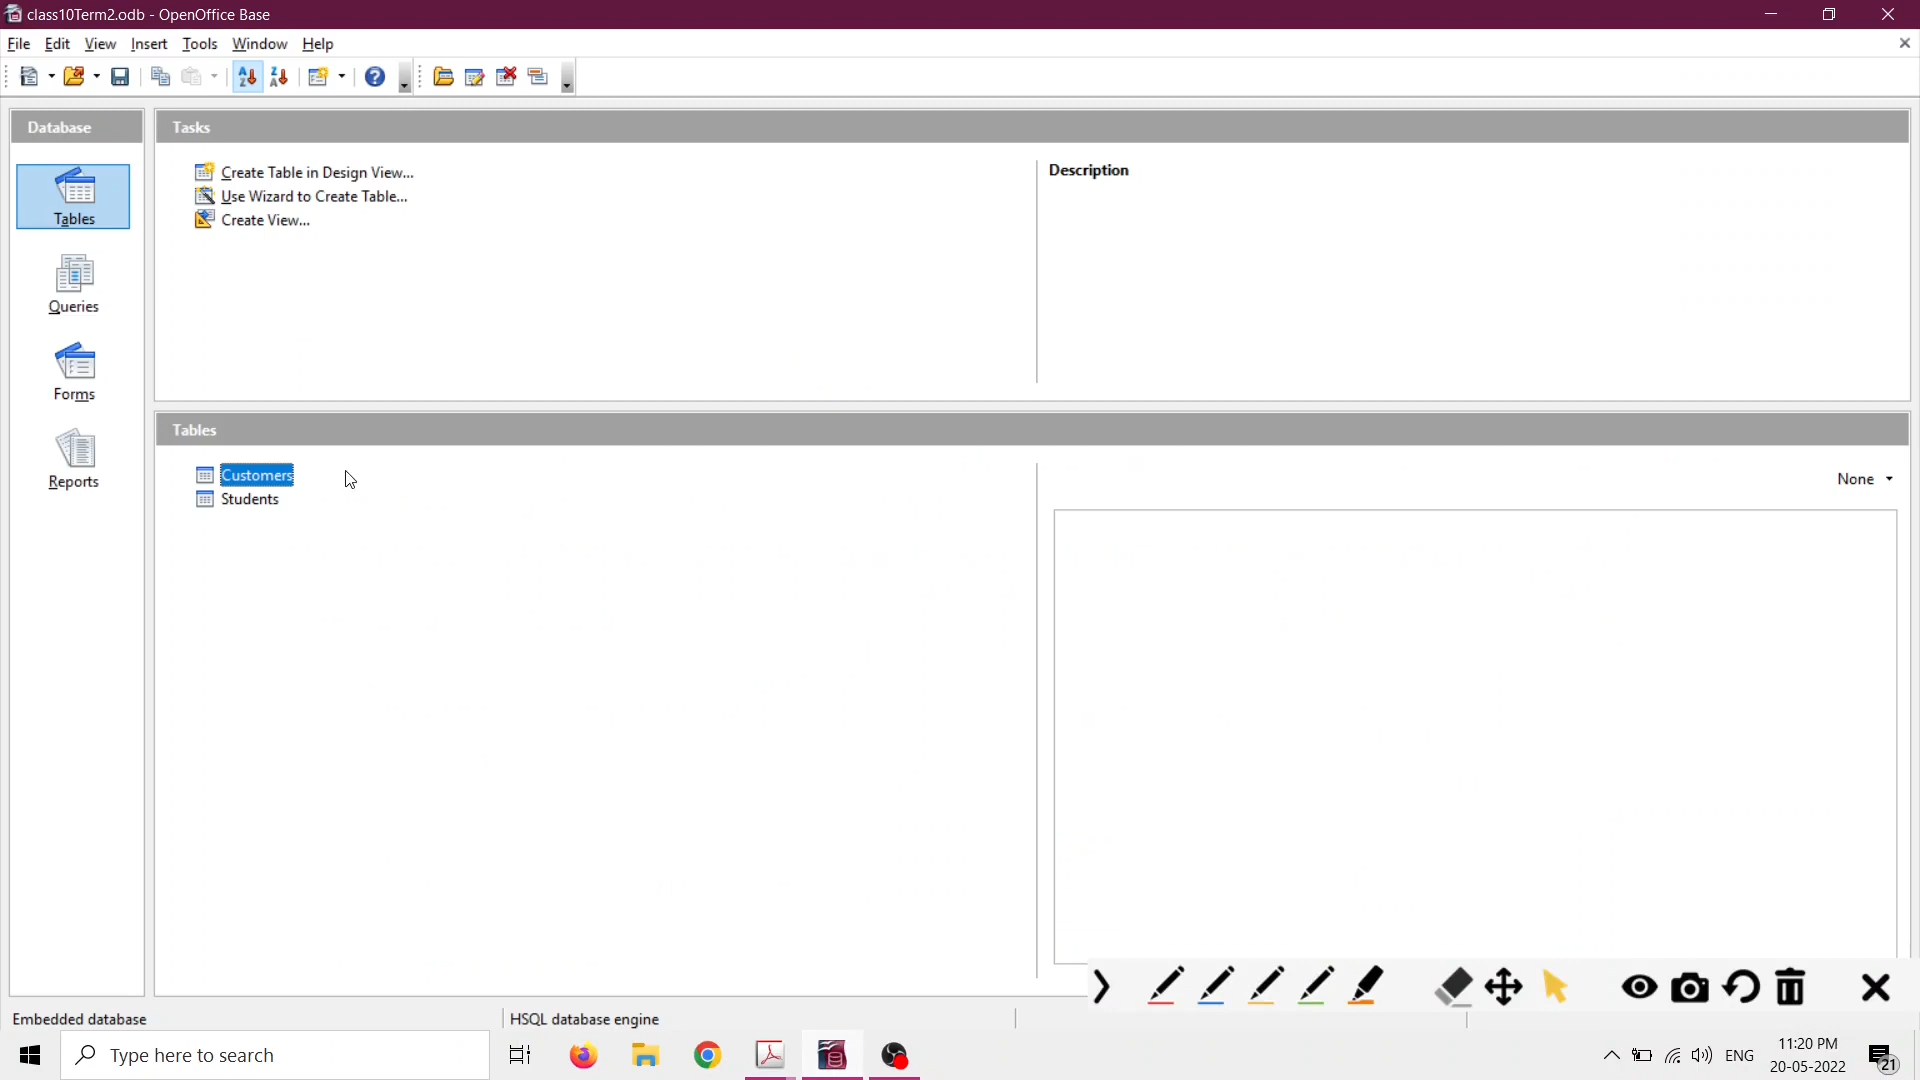 class10Term2.odb - OpenOffice Base
File Edit View Insert Tools Window Help
Database
Tasks
Create Table in Design View...
Use Wizard to Create Table...
Create View...
Description
Tables
Queries
Forms
Reports
Tables
Customers
Students
None
Embedded database
HSQL database engine
Type here to search
ENG
11:20 PM
20-05-2022
21